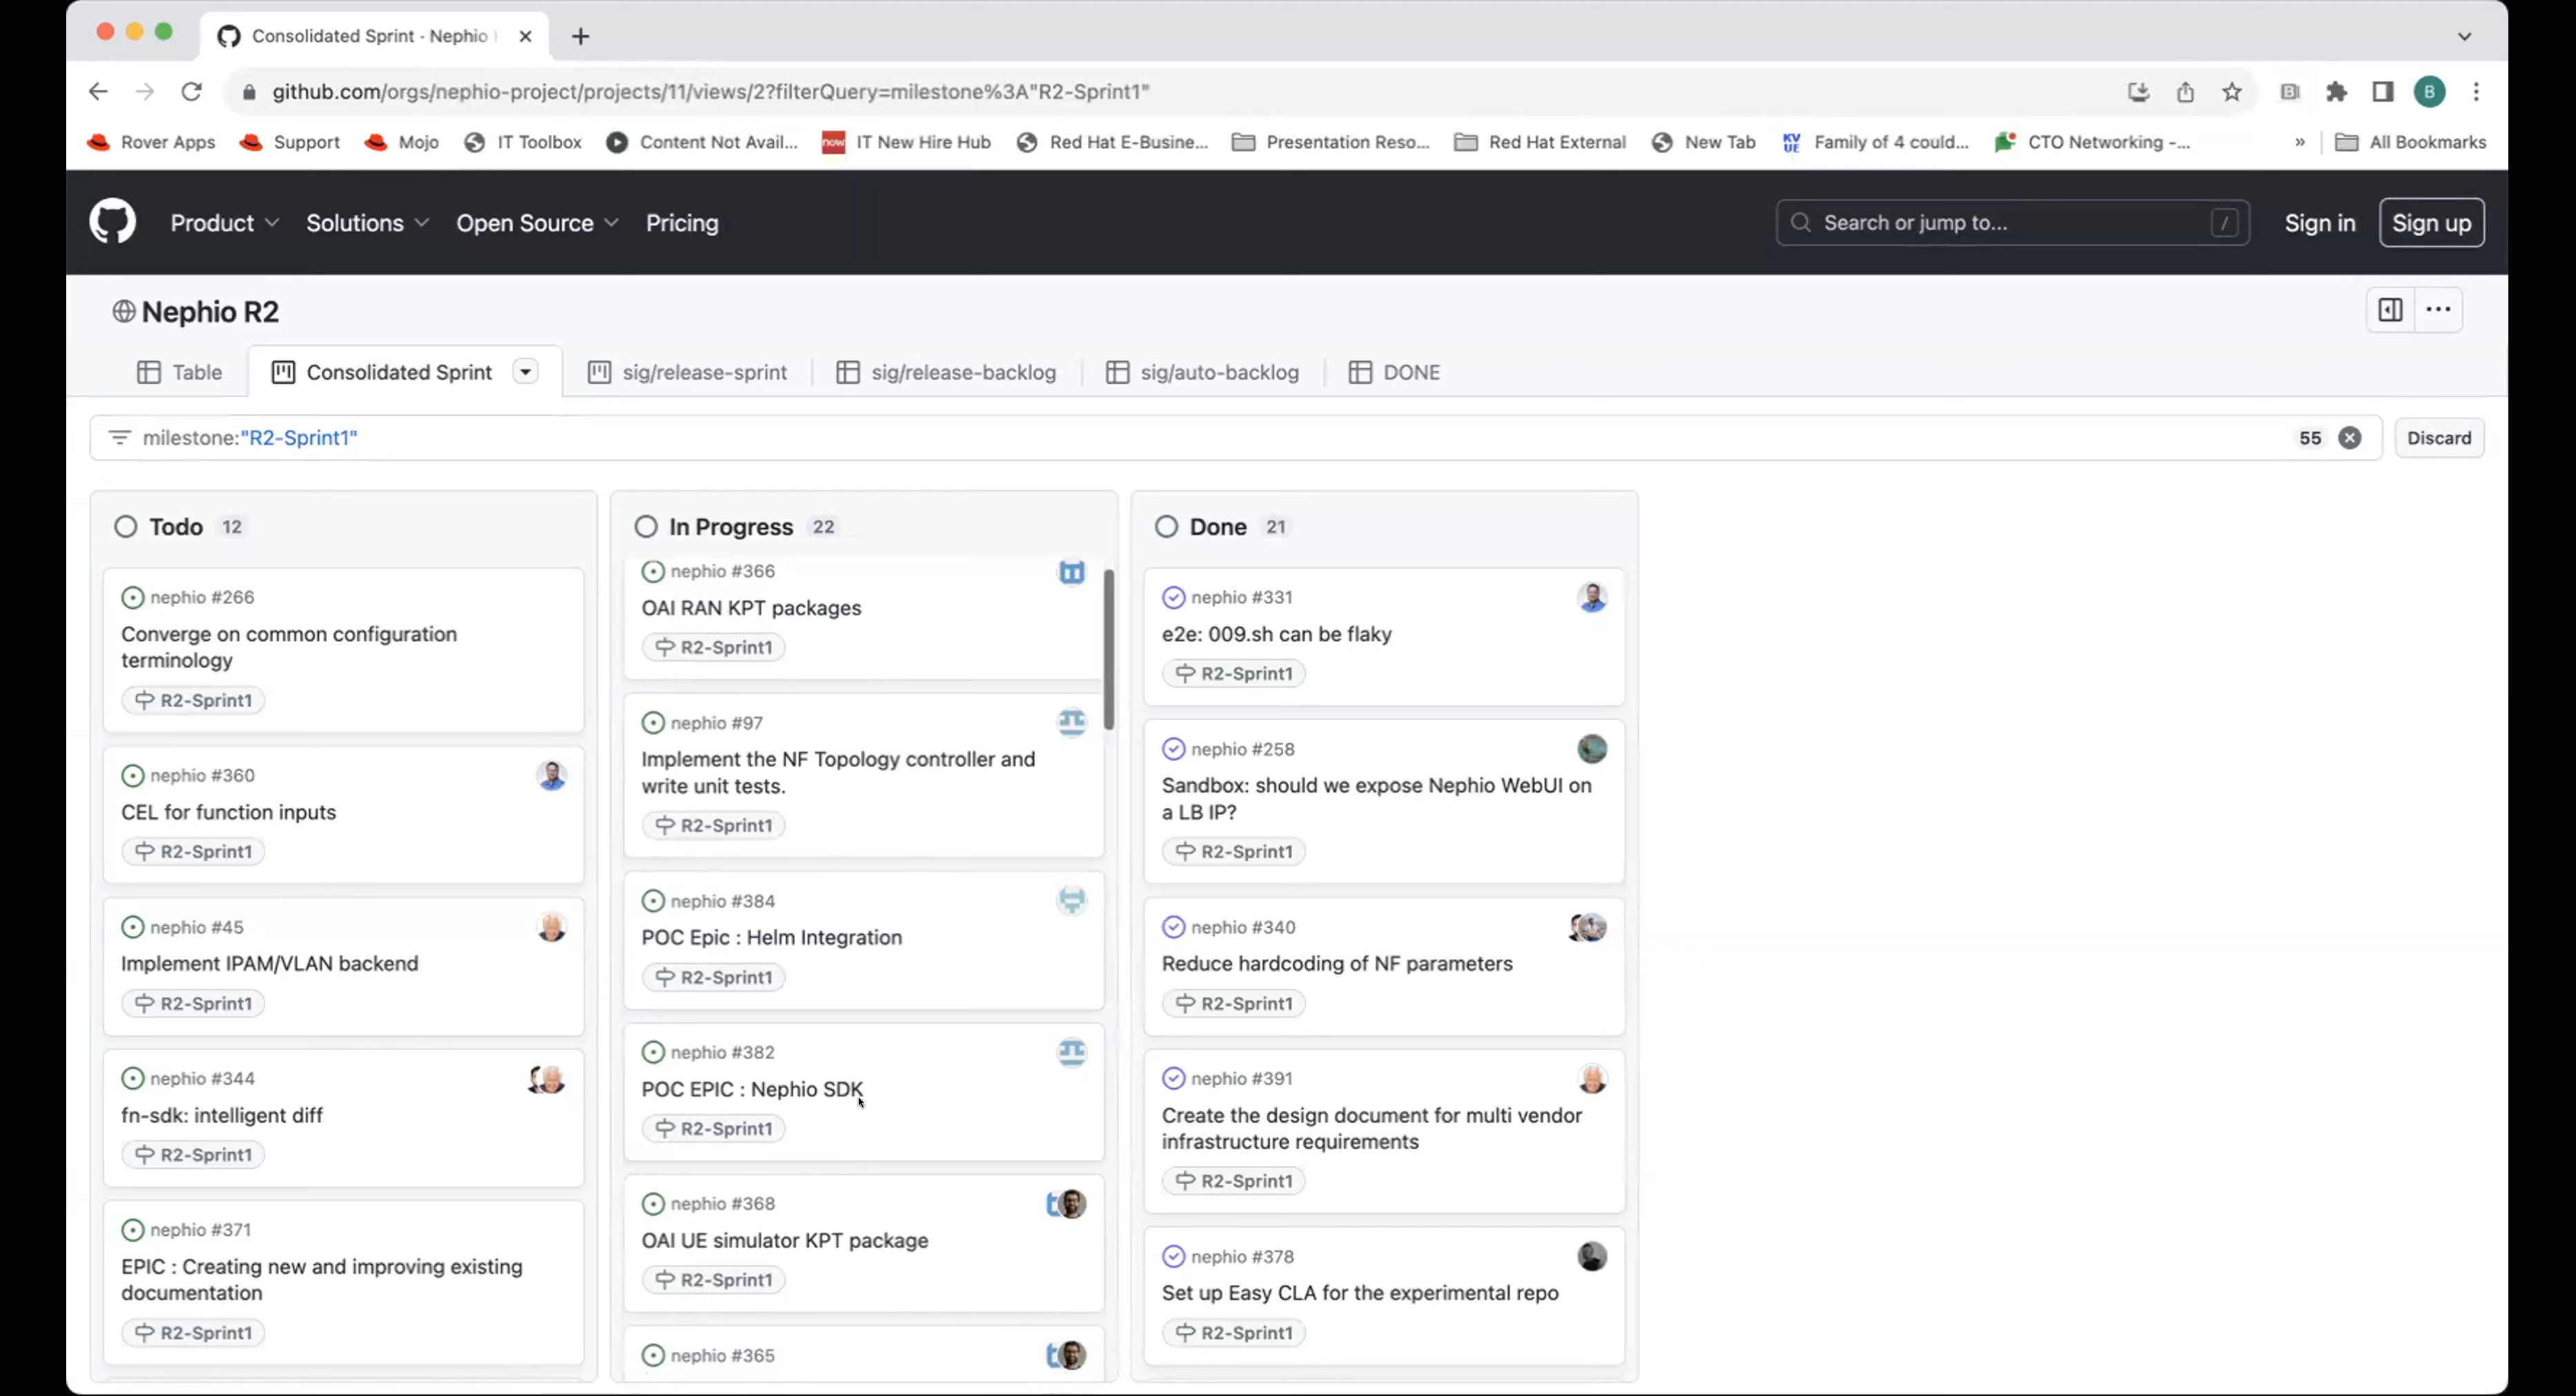 Consolidated Sprint · Nephio
github.com/orgs/nephio-project/projects/11/views/2?filterQuery=milestone%3A"R2-Sprint1"
B
Rover Apps Support Mojo IT Toolbox Content Not Avail... now IT New Hire Hub Red Hat E-Busine... Presentation Reso... Red Hat External New Tab KV UE Family of 4 could... CTO Networking -... » All Bookmarks
Product Solutions Open Source Pricing Search or jump to... / Sign in Sign up
Nephio R2
Table Consolidated Sprint sig/release-sprint sig/release-backlog sig/auto-backlog DONE
milestone:"R2-Sprint1" 55 Discard
Todo 12
nephio #266
Converge on common configuration
terminology
R2-Sprint1
nephio #360
CEL for function inputs
R2-Sprint1
nephio #45
Implement IPAM/VLAN backend
R2-Sprint1
nephio #344
fn-sdk: intelligent diff
R2-Sprint1
nephio #371
EPIC : Creating new and improving existing
documentation
R2-Sprint1
In Progress 22
nephio #366
OAI RAN KPT packages
R2-Sprint1
nephio #97
Implement the NF Topology controller and
write unit tests.
R2-Sprint1
nephio #384
POC Epic : Helm Integration
R2-Sprint1
nephio #382
POC EPIC : Nephio SDK
R2-Sprint1
nephio #368
OAI UE simulator KPT package
R2-Sprint1
nephio #365
Done 21
nephio #331
e2e: 009.sh can be flaky
R2-Sprint1
nephio #258
Sandbox: should we expose Nephio WebUI on
a LB IP?
R2-Sprint1
nephio #340
Reduce hardcoding of NF parameters
R2-Sprint1
nephio #391
Create the design document for multi vendor
infrastructure requirements
R2-Sprint1
nephio #378
Set up Easy CLA for the experimental repo
R2-Sprint1